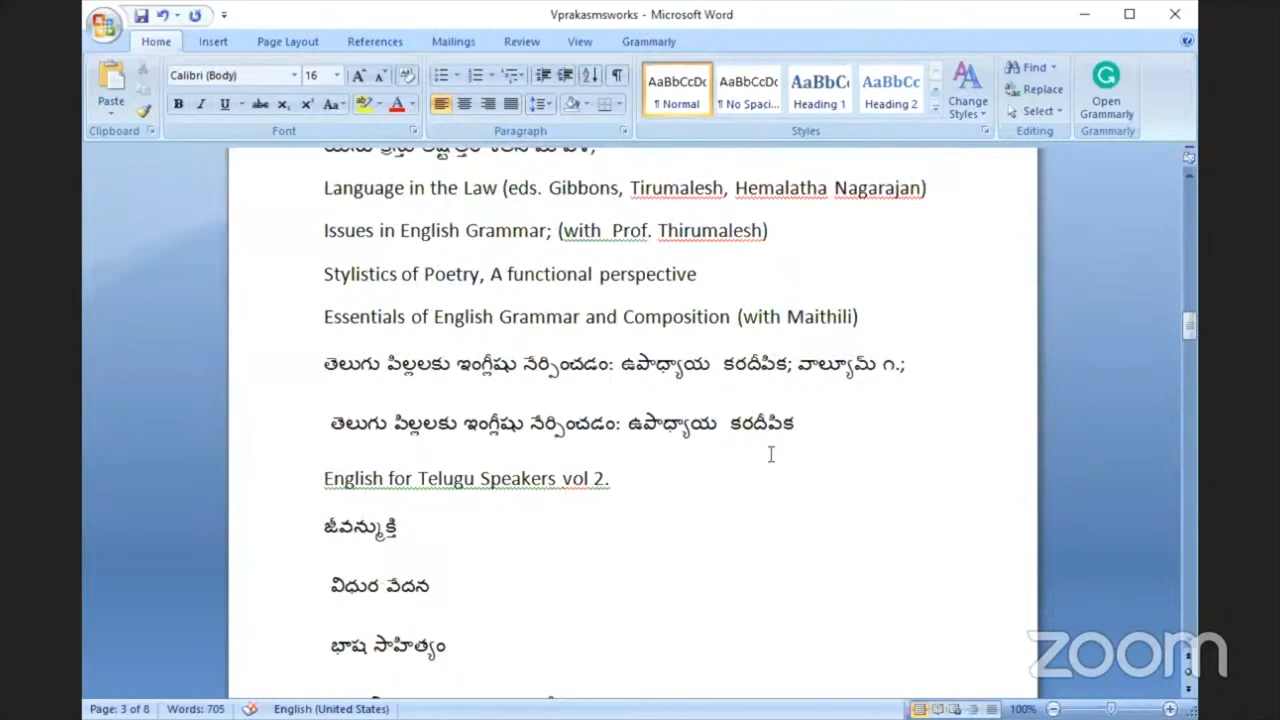 Vprakasmsworks - Microsoft Word
Home Insert Page Layout References Mailings Review View Grammarly
Calibri (Body) 16
AaBbCcDc AaBbCcDc AaBbCc AaBbCc
Paste ¶ Normal ¶ No Spaci... Heading 1 Heading 2 Change Styles Find Replace Select Open Grammarly
Clipboard Font Paragraph Styles Editing Grammarly
Language in the Law (eds. Gibbons, Tirumalesh, Hemalatha Nagarajan)
Issues in English Grammar; (with Prof. Thirumalesh)
Stylistics of Poetry, A functional perspective
Essentials of English Grammar and Composition (with Maithili)
తెలుగు పిల్లలకు ఇంగ్లీషు నేర్పించడం: ఉపాధ్యాయ కరదీపిక; వాల్యూమ్ ౧.;
తెలుగు పిల్లలకు ఇంగ్లీషు నేర్పించడం: ఉపాధ్యాయ కరదీపిక
English for Telugu Speakers vol 2.
జీవన్ముక్తి
విధుర వేదన
భాష సాహిత్యం
zoom
Page: 3 of 8 Words: 705 English (United States) 100%